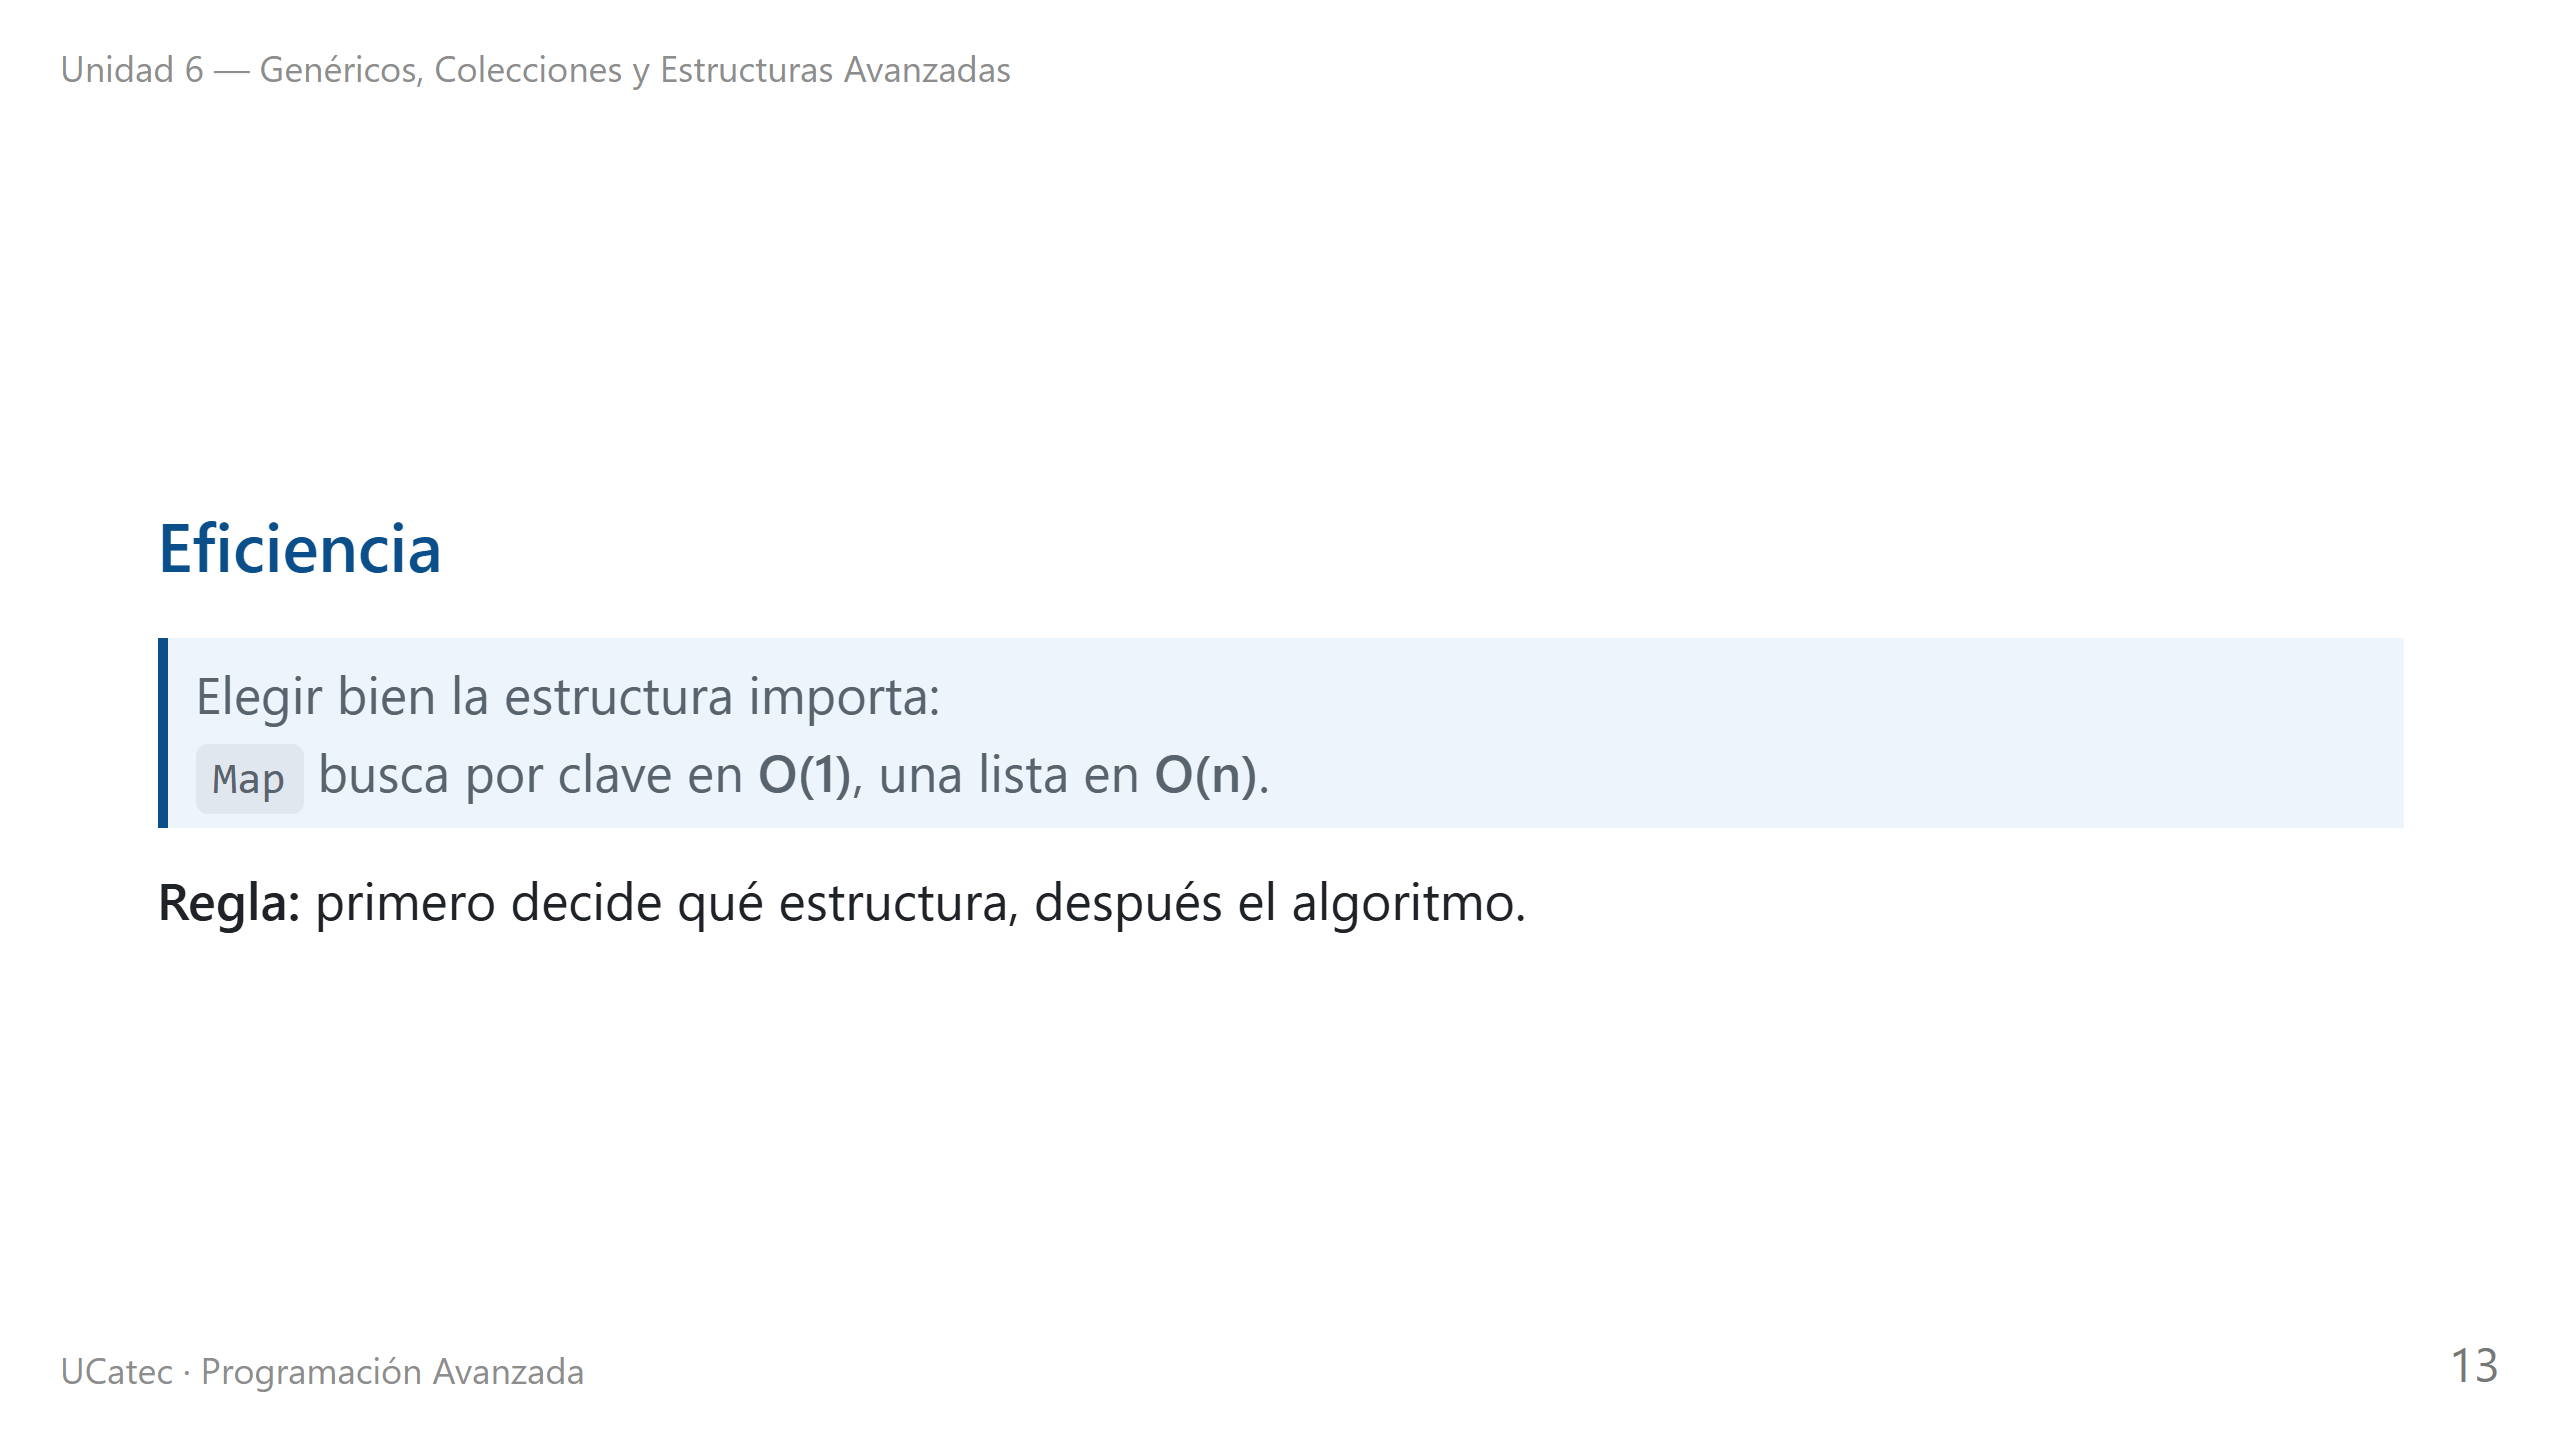 Unidad 6 — Genéricos, Colecciones y Estructuras Avanzadas
Eficiencia
Elegir bien la estructura importa:
Map busca por clave en O(1), una lista en O(n).
Regla: primero decide qué estructura, después el algoritmo.
UCatec · Programación Avanzada
13